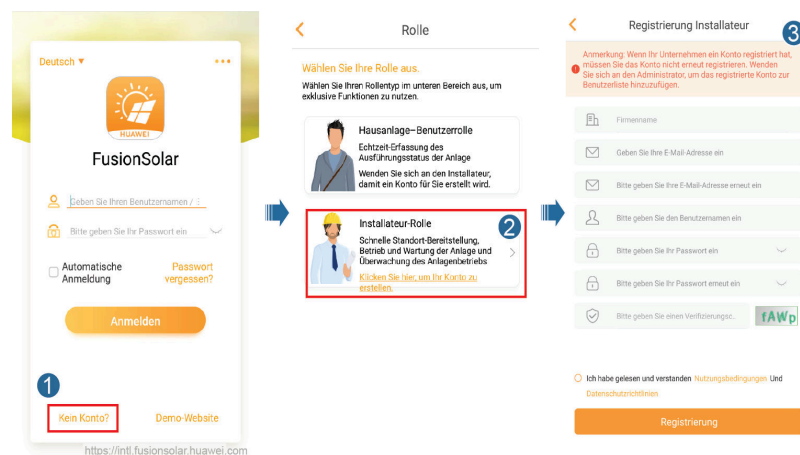 Deutsch ▼
HUAWEI
FusionSolar
Geben Sie Ihren Benutzernamen /
Bitte geben Sie Ihr Passwort ein
Automatische
Anmeldung
Passwort
vergessen?
Anmelden
1
Kein Konto?
Demo-Website
https://intl.fusionsolar.huawei.com
Rolle
Wählen Sie Ihre Rolle aus.
Wählen Sie Ihren Rollentyp im unteren Bereich aus, um
exklusive Funktionen zu nutzen.
Hausanlage–Benutzerrolle
Echtzeit-Erfassung des
Ausführungsstatus der Anlage
Wenden Sie sich an den Installateur,
damit ein Konto für Sie erstellt wird.
2
Installateur-Rolle
Schnelle Standort-Bereitstellung,
Betrieb und Wartung der Anlage und
Überwachung des Anlagenbetriebs
Klicken Sie hier, um Ihr Konto zu
erstellen.
Registrierung Installateur
3
Anmerkung: Wenn Ihr Unternehmen ein Konto registriert hat,
müssen Sie das Konto nicht erneut registrieren. Wenden
Sie sich an den Administrator, um das registrierte Konto zur
Benutzerliste hinzuzufügen.
Firmenname
Geben Sie Ihre E-Mail-Adresse ein
Bitte geben Sie Ihre E-Mail-Adresse erneut ein
Bitte geben Sie den Benutzernamen ein
Bitte geben Sie Ihr Passwort ein
Bitte geben Sie Ihr Passwort erneut ein
Bitte geben Sie einen Verifizierungsc..
fAWp
Ich habe gelesen und verstanden Nutzungsbedingungen Und
Datenschutzrichtlinien
Registrierung